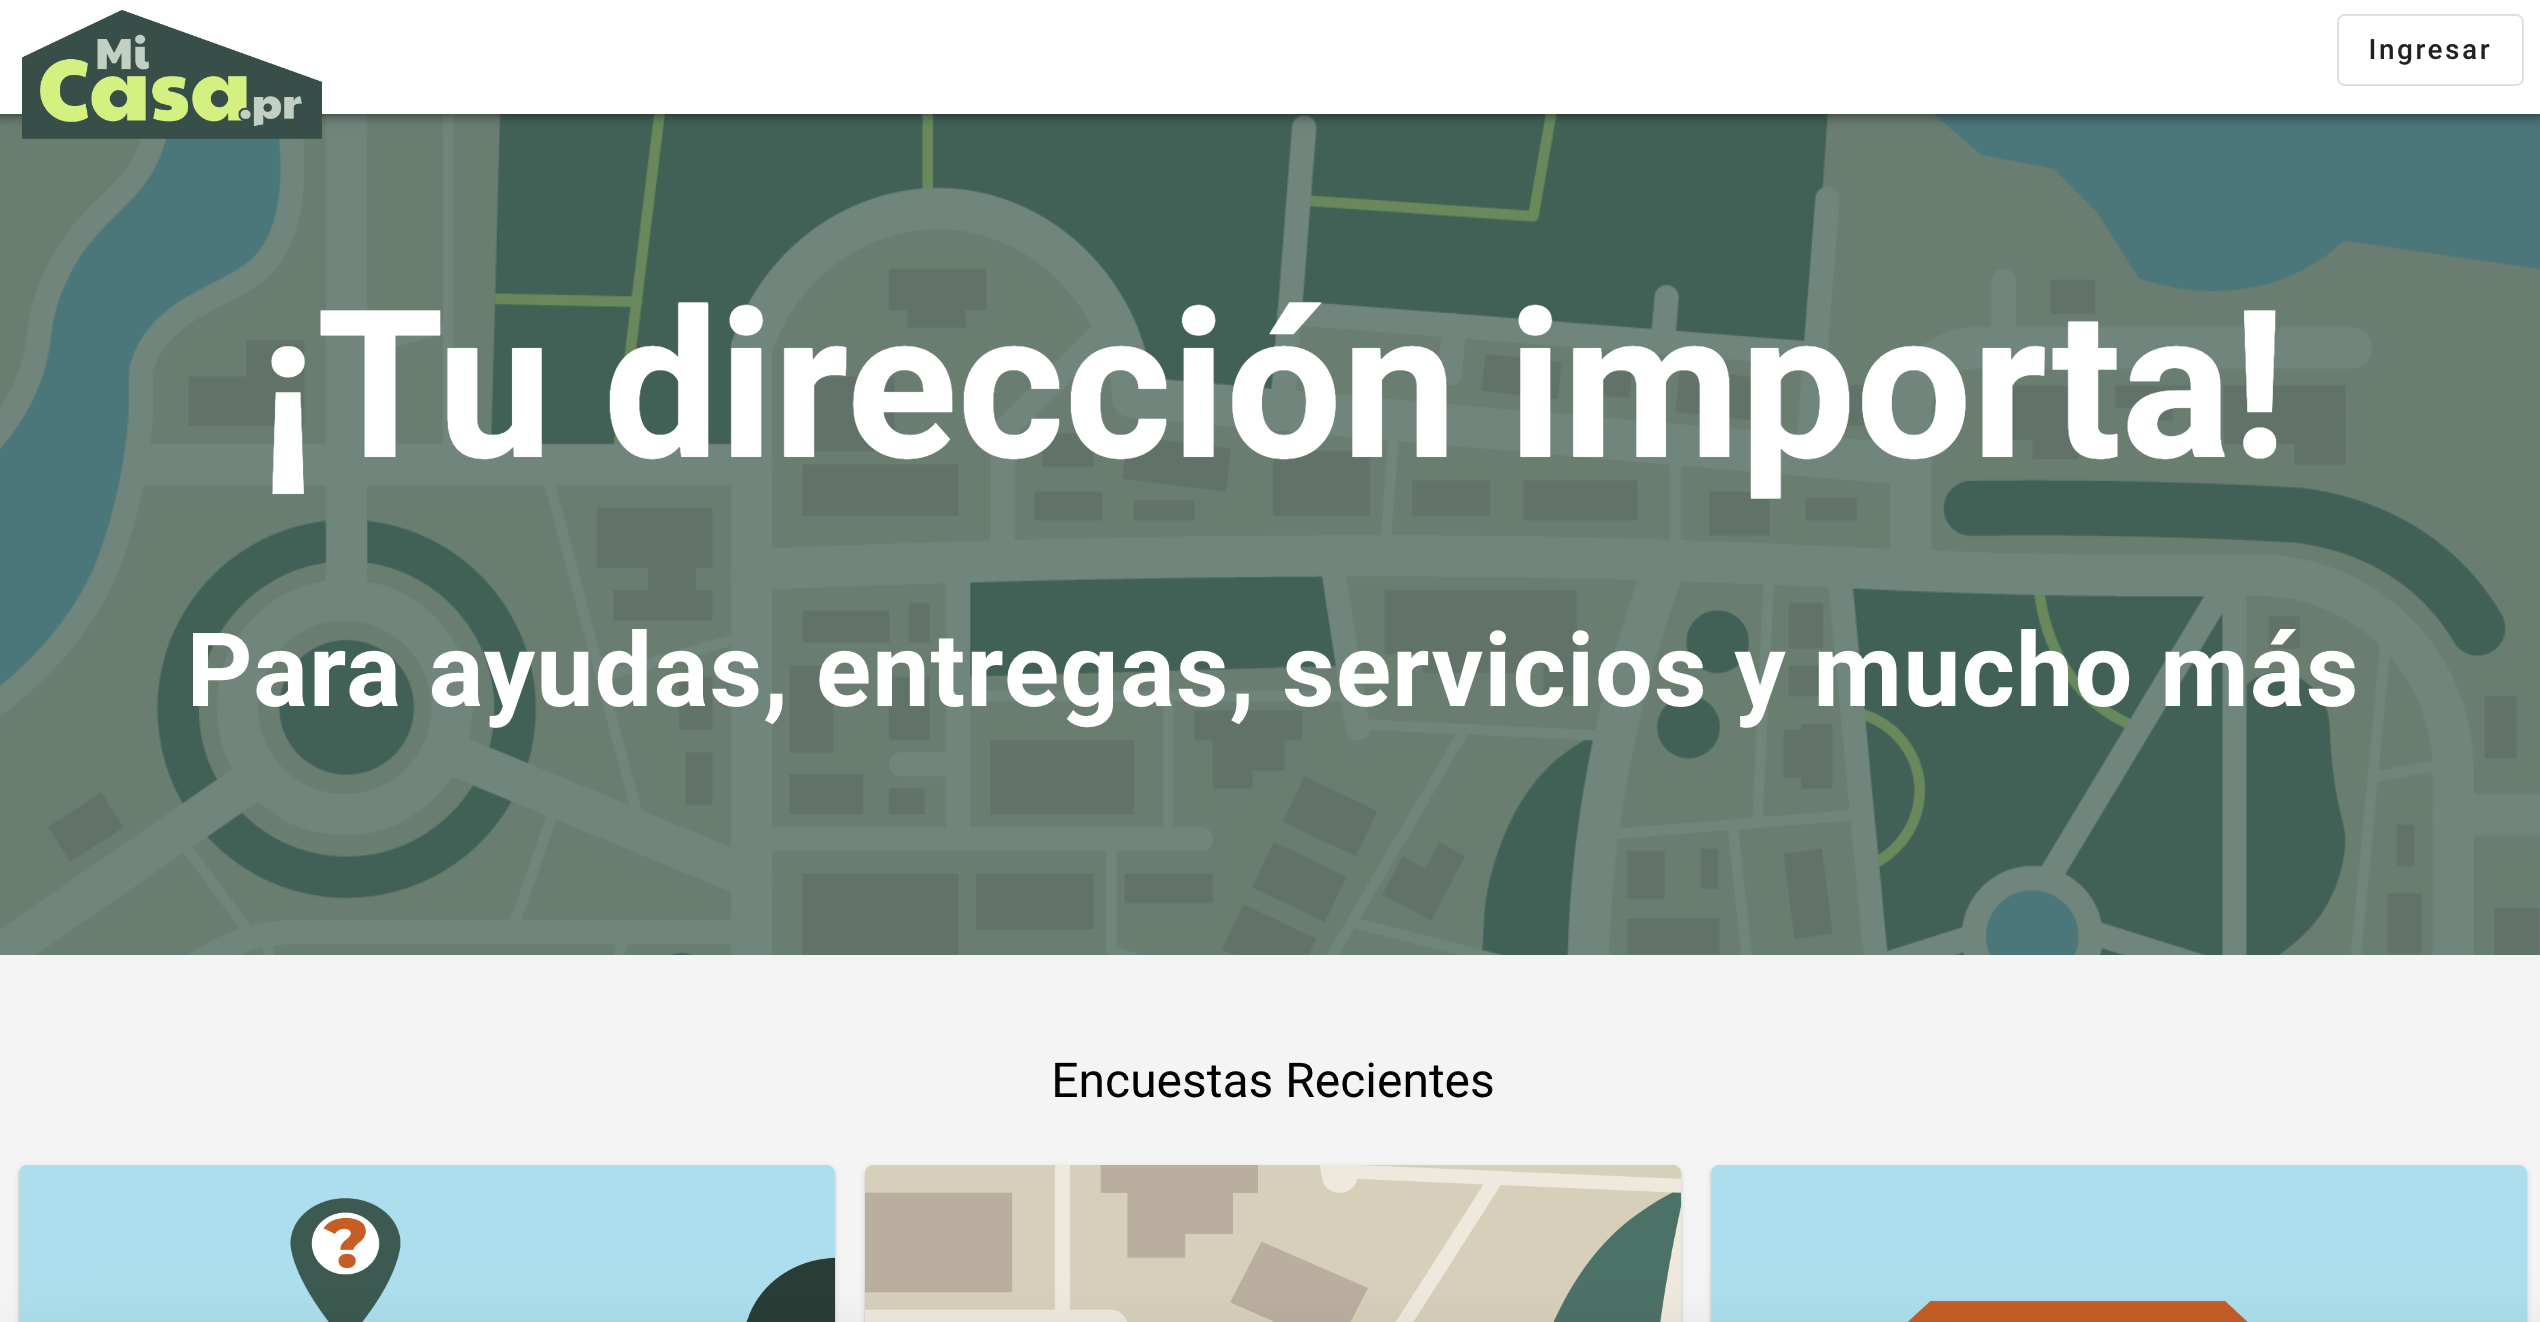 Mi
Casa.pr
Ingresar
¡Tu dirección importa!
Para ayudas, entregas, servicios y mucho más
Encuestas Recientes
?